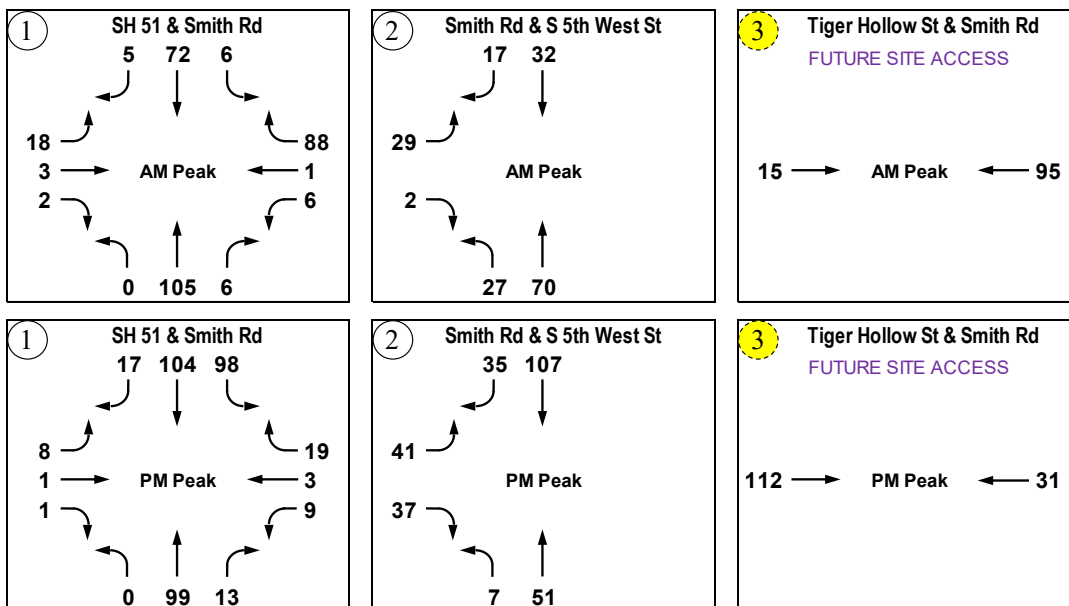 1
SH 51 & Smith Rd
5 72 6
18 88
3 AM Peak 1
2 6
0 105 6
2
Smith Rd & S 5th West St
17 32
29
AM Peak
2
27 70
3
Tiger Hollow St & Smith Rd
FUTURE SITE ACCESS
15 AM Peak 95
1
SH 51 & Smith Rd
17 104 98
8 19
1 PM Peak 3
1 9
0 99 13
2
Smith Rd & S 5th West St
35 107
41
PM Peak
37
7 51
3
Tiger Hollow St & Smith Rd
FUTURE SITE ACCESS
112 PM Peak 31